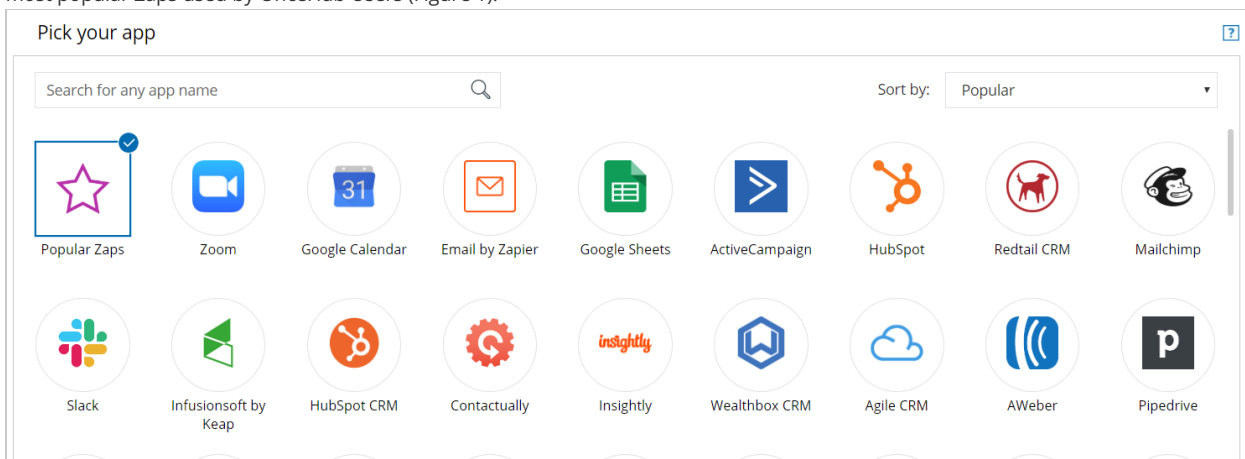 Pick your app
?
Search for any app name
Sort by: Popular
31
Popular Zaps Zoom Google Calendar Email by Zapier Google Sheets ActiveCampaign HubSpot Redtail CRM Mailchimp
insightly
p
Slack Infusionsoft by HubSpot CRM Contactually Insightly Wealthbox CRM Agile CRM AWeber Pipedrive
Keap